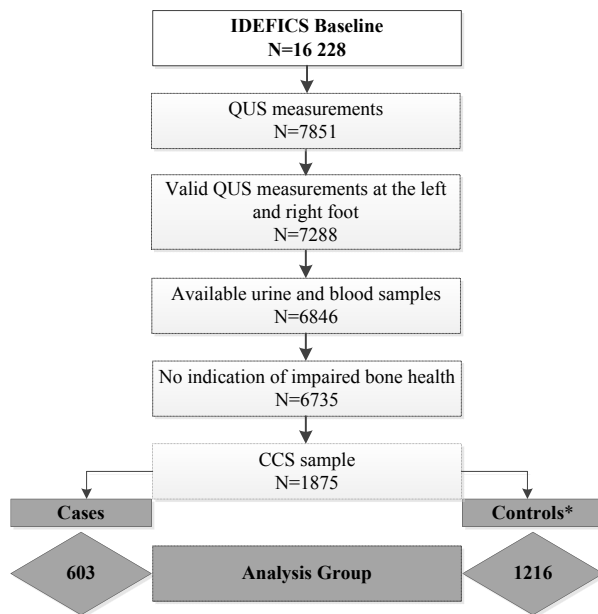 IDEFICS Baseline
N=16 228
QUS measurements
N=7851
Valid QUS measurements at the left
and right foot
N=7288
Available urine and blood samples
N=6846
No indication of impaired bone health
N=6735
CCS sample
N=1875
Cases
Controls*
603
Analysis Group
1216